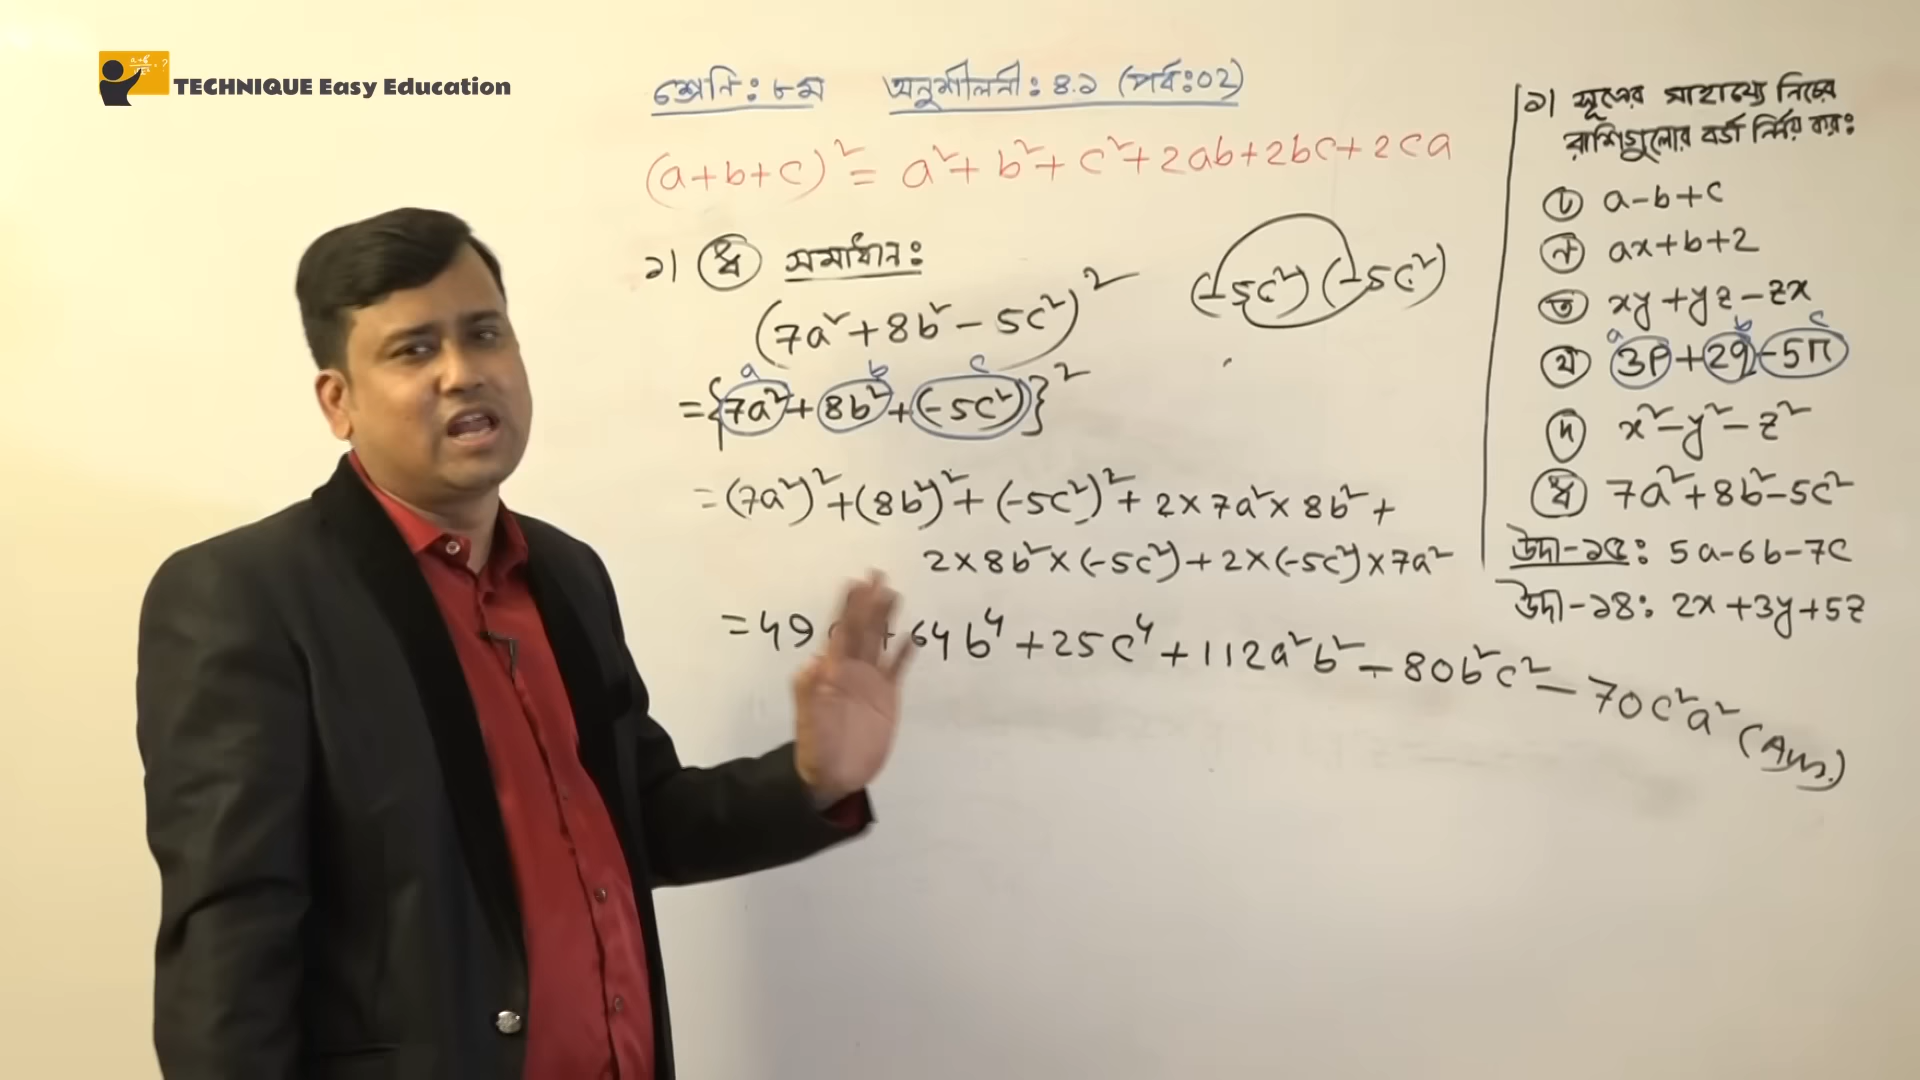 TECHNIQUE Easy Education
শ্রেণি: ৮ম অনুশীলনী: ৪.১ (পর্ব: ০২)
(a+b+c)² = a²+b²+c²+2ab+2bc+2ca
১। ধ সমাধান:
(7a²+8b²-5c²)²
(-5c²)(-5c²)
a b c
={7a²+8b²+(-5c²)}²
=(7a²)²+(8b²)²+(-5c²)²+2×7a²×8b²+
2×8b²×(-5c²)+2×(-5c²)×7a²
=49 +64b⁴+25c⁴+112a²b²-80b²c²-70c²a² (Ans.)
১। সূত্রের সাহায্যে নিচের
রাশিগুলোর বর্গ নির্ণয় কর:
a-b+c
ax+b+2
ত xy+yz-zx
a b c
থ 3p+2q-5r
দ x²-y²-z²
ধ 7a²+8b²-5c²
উদা-১৫: 5a-6b-7c
উদা-১৪: 2x+3y+5z